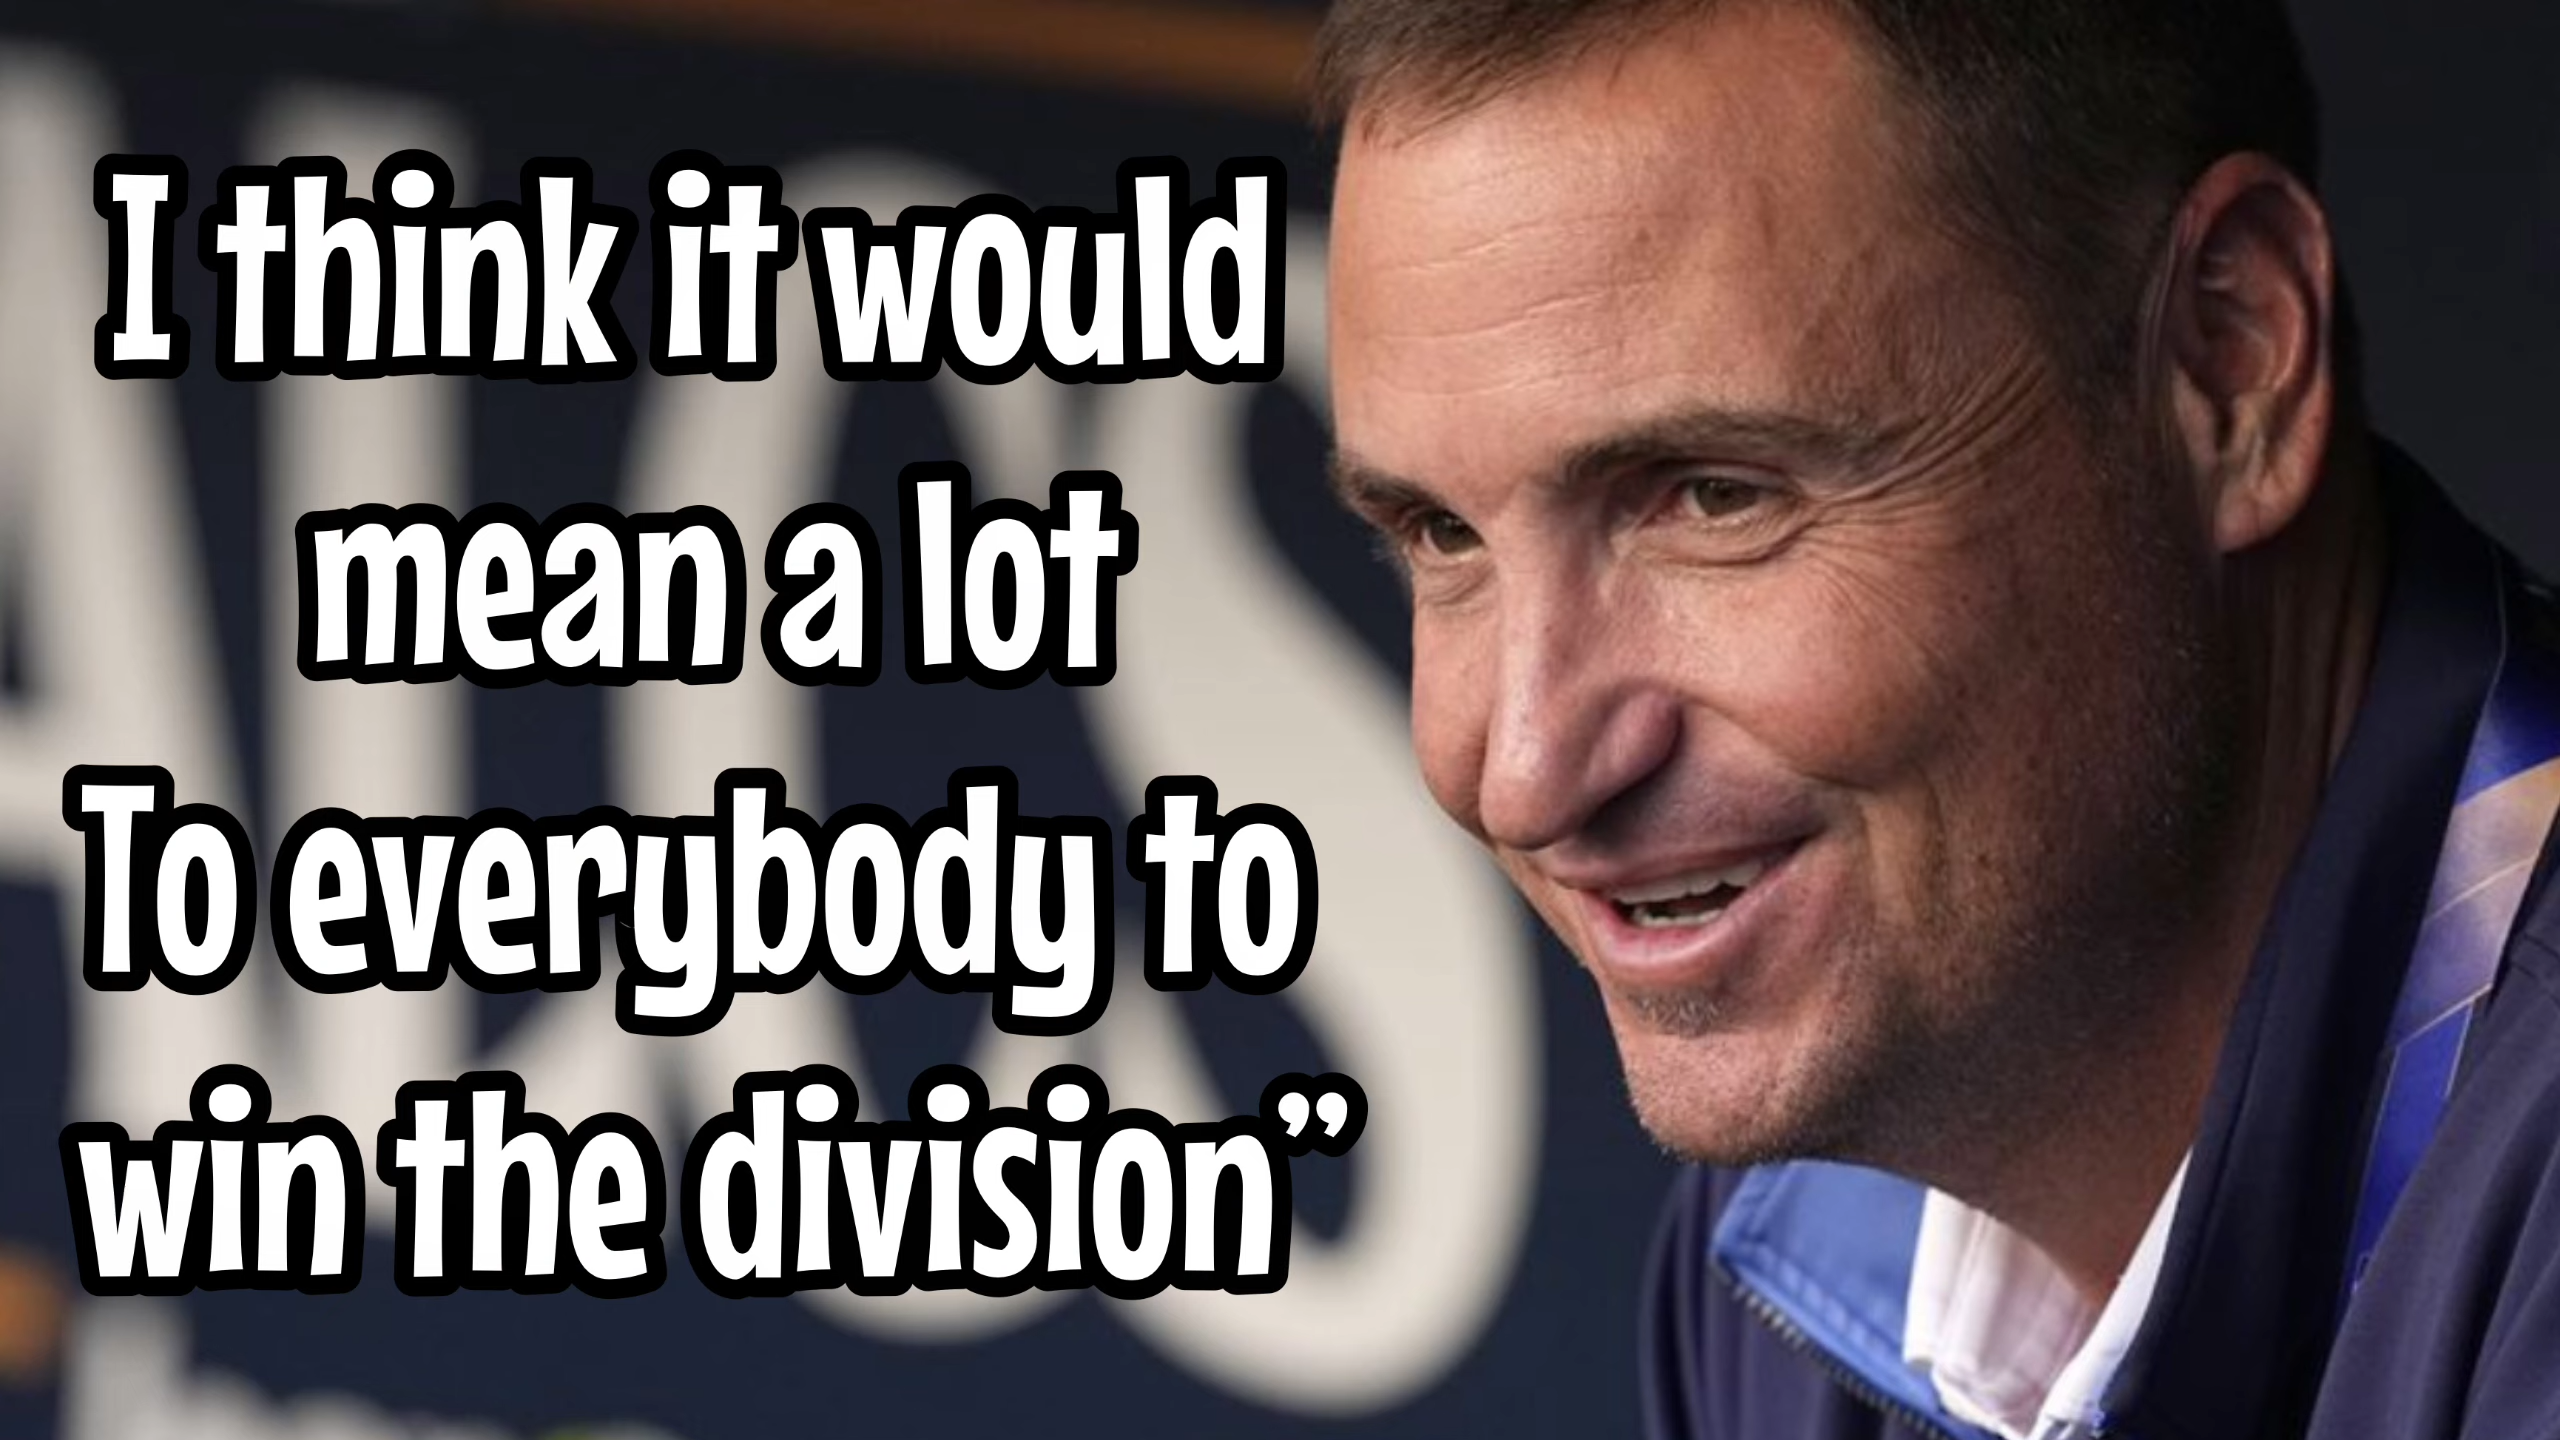 I think it would
mean a lot
To everybody to
win the division”